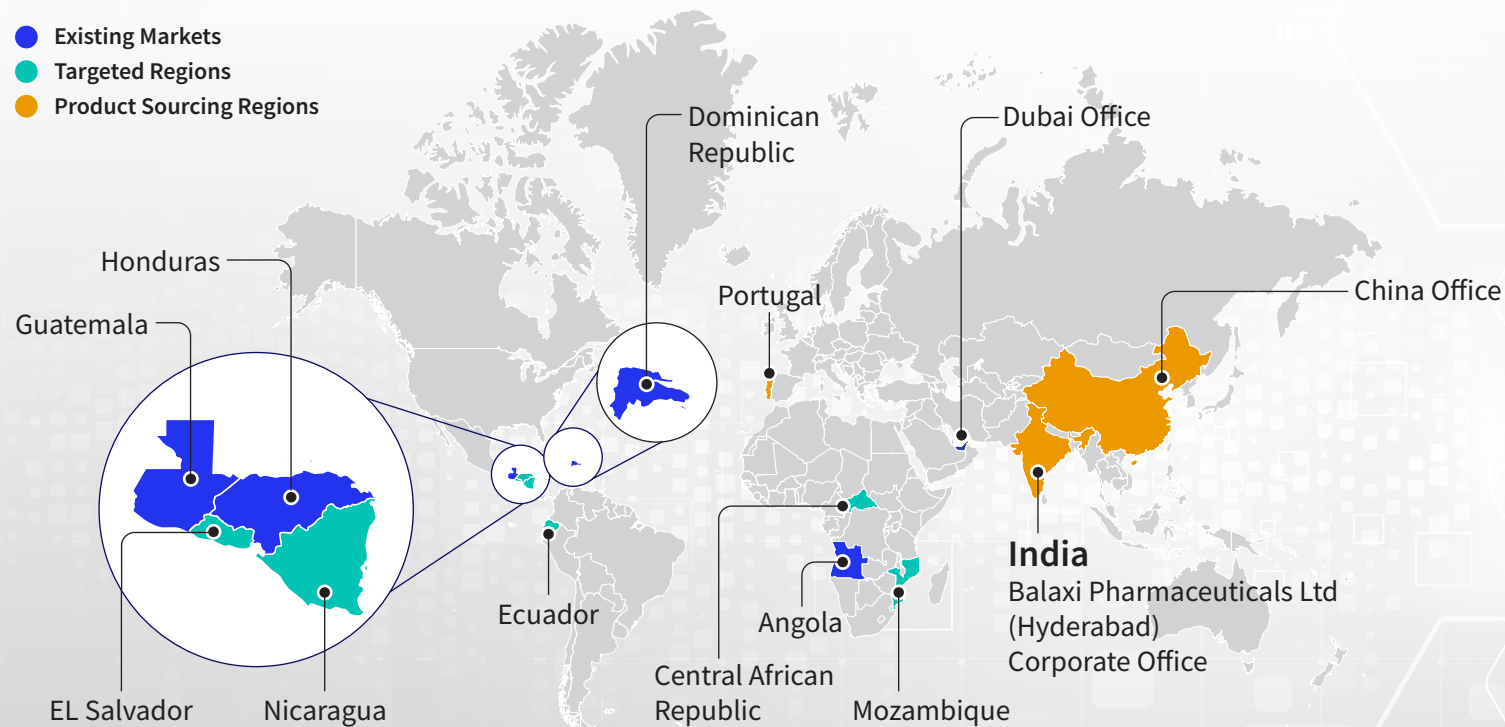 Existing Markets
Targeted Regions
Product Sourcing Regions
Dominican
Republic
Dubai Office
Honduras
Guatemala
Portugal
China Office
India
Balaxi Pharmaceuticals Ltd
(Hyderabad)
Corporate Office
Ecuador
Angola
Central African
Republic
Mozambique
EL Salvador
Nicaragua